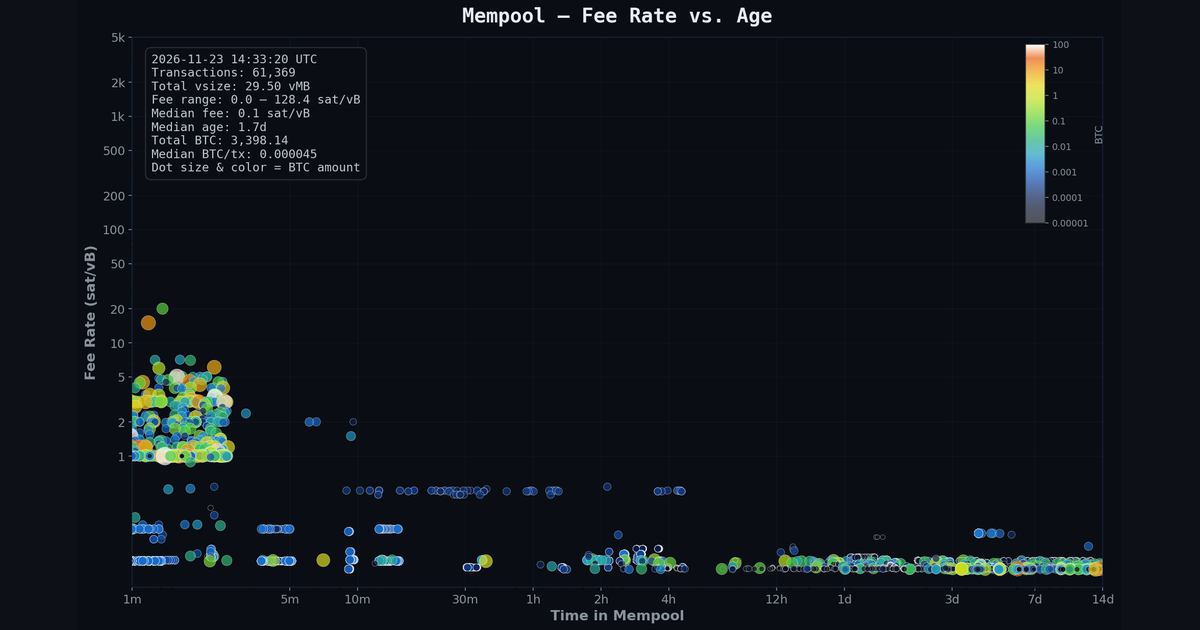 Mempool — Fee Rate vs. Age
2026-11-23 14:33:20 UTC
Transactions: 61,369
Total vsize: 29.50 vMB
Fee range: 0.0 — 128.4 sat/vB
Median fee: 0.1 sat/vB
Median age: 1.7d
Total BTC: 3,398.14
Median BTC/tx: 0.000045
Dot size & color = BTC amount
Fee Rate (sat/vB)
5k
2k
1k
500
200
100
50
20
10
5
2
1
100
10
1
0.1
0.01
0.001
0.0001
0.00001
BTC
1m 5m 10m 30m 1h 2h 4h 12h 1d 3d 7d 14d
Time in Mempool